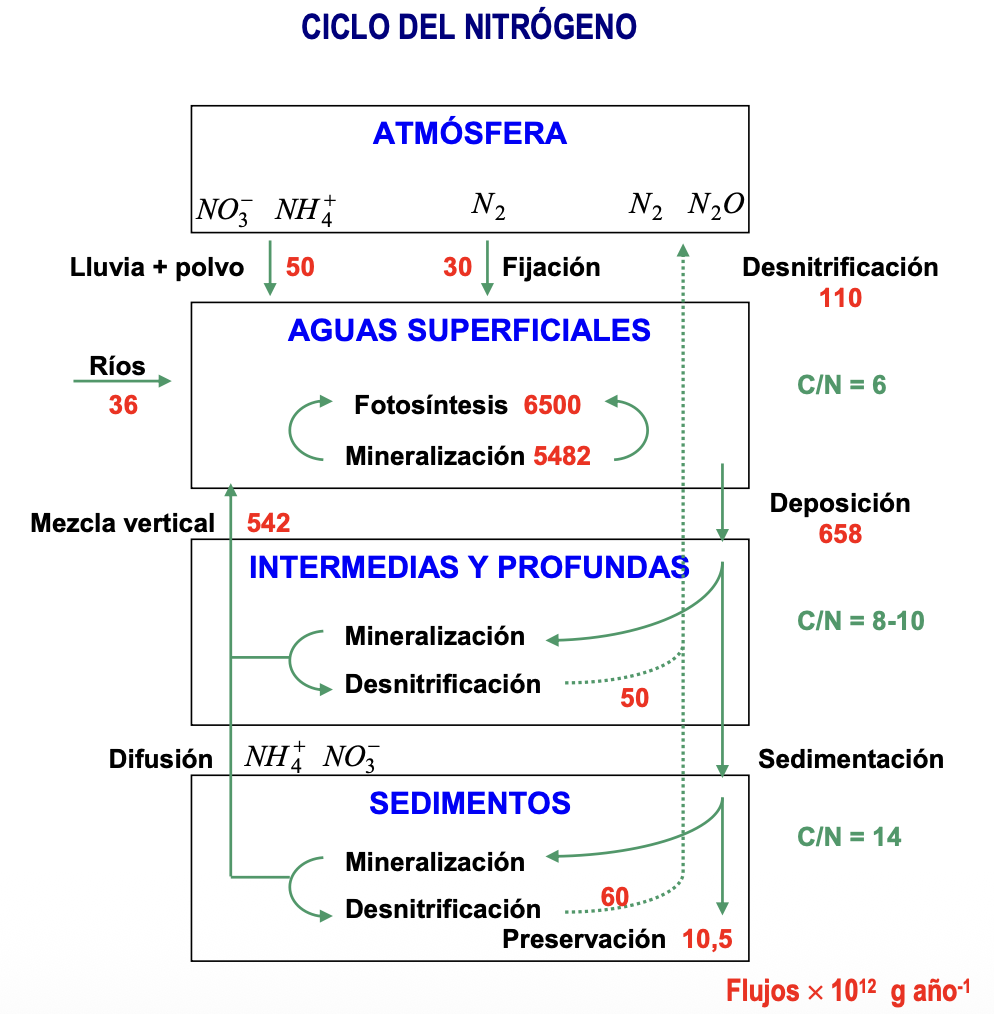 CICLO DEL NITRÓGENO
ATMÓSFERA
NO₃⁻ NH₄⁺ N₂ N₂ N₂O
Lluvia + polvo 50 30 Fijación Desnitrificación
110
AGUAS SUPERFICIALES
Ríos
36
C/N = 6
Fotosíntesis 6500
Mineralización 5482
Mezcla vertical 542
Deposición
658
INTERMEDIAS Y PROFUNDAS
C/N = 8-10
Mineralización
Desnitrificación
50
Difusión NH₄⁺ NO₃⁻ Sedimentación
SEDIMENTOS
C/N = 14
Mineralización
60
Desnitrificación
Preservación 10,5
Flujos × 10¹² g año⁻¹